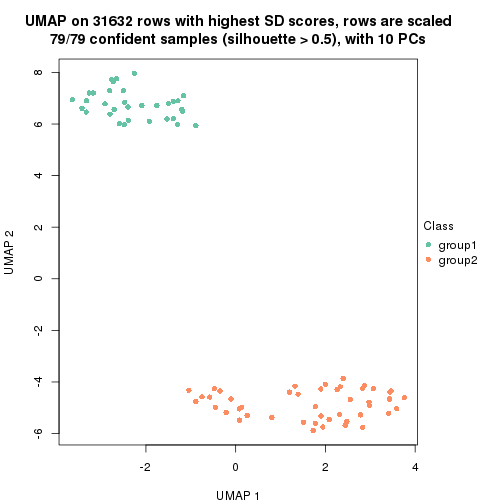 UMAP on 31632 rows with highest SD scores, rows are scaled
79/79 confident samples (silhouette > 0.5), with 10 PCs
8
6
4
2
0
-2
-4
-6
UMAP 2
-2
0
2
4
UMAP 1
Class
group1
group2